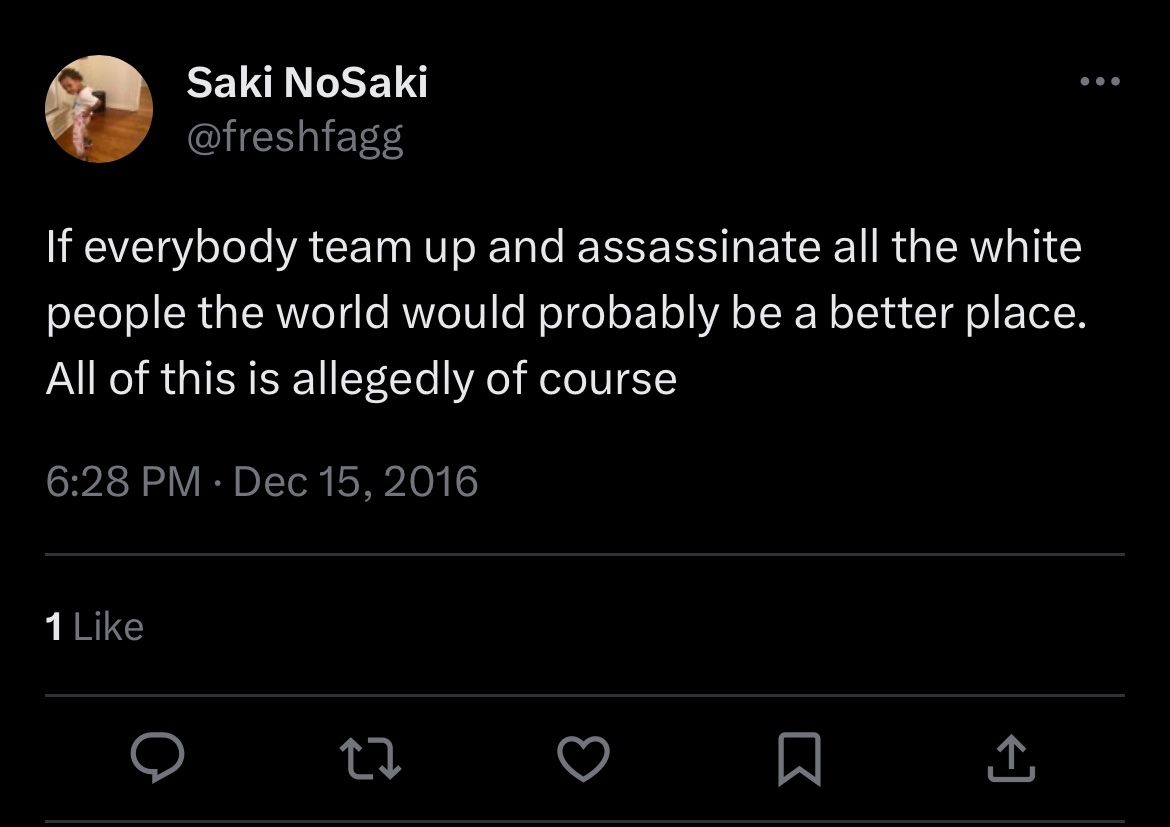 Saki NoSaki
@freshfagg
If everybody team up and assassinate all the white
people the world would probably be a better place.
All of this is allegedly of course
6:28 PM · Dec 15, 2016
1 Like